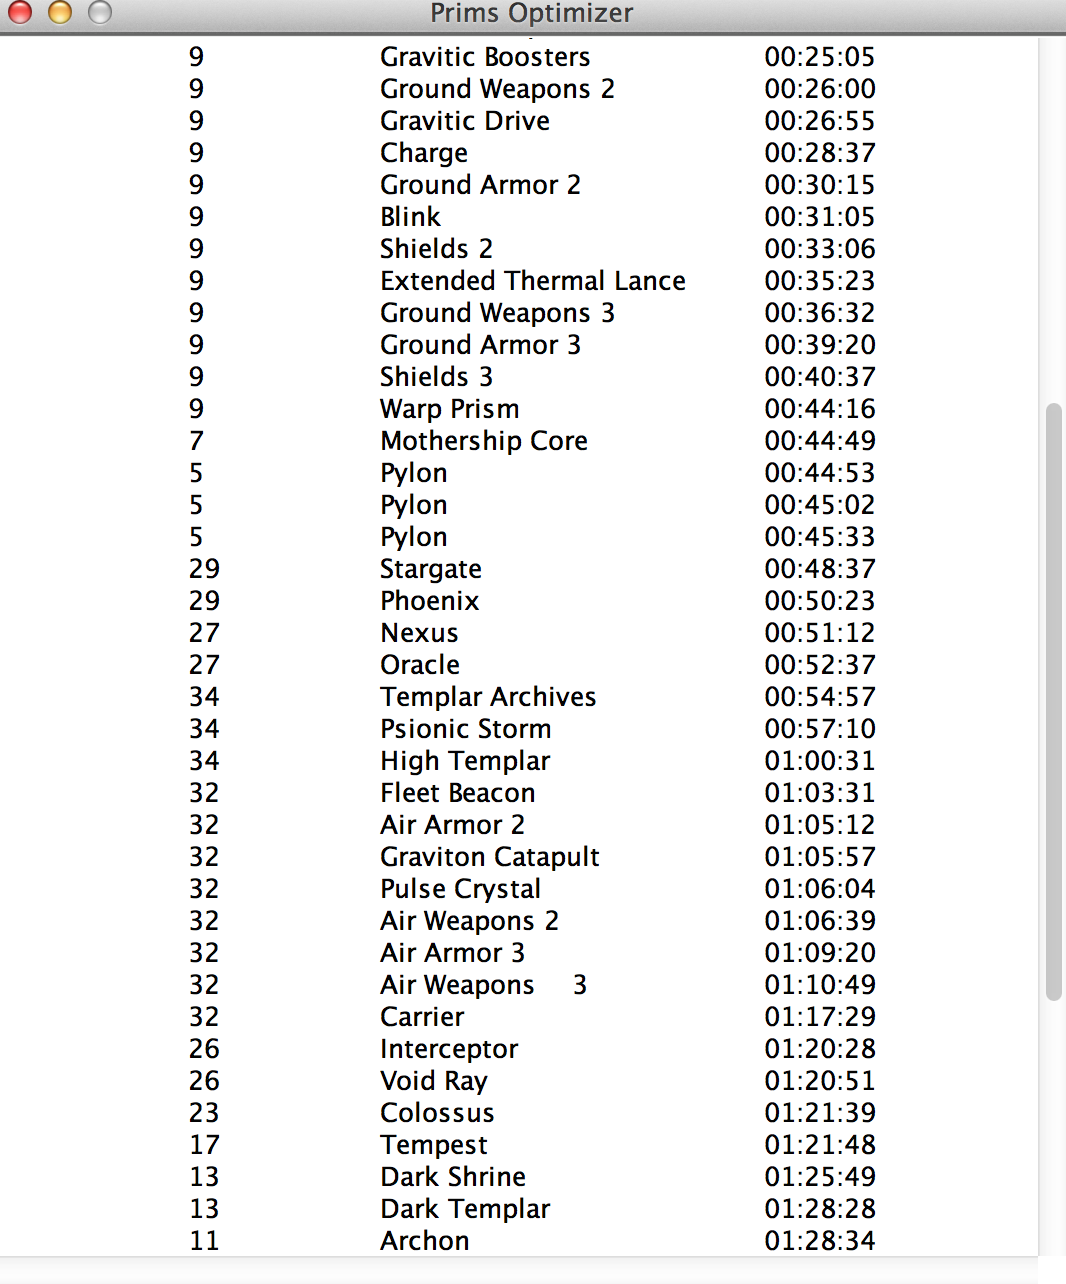 Prims Optimizer
9 Gravitic Boosters 00:25:05
9 Ground Weapons 2 00:26:00
9 Gravitic Drive 00:26:55
9 Charge 00:28:37
9 Ground Armor 2 00:30:15
9 Blink 00:31:05
9 Shields 2 00:33:06
9 Extended Thermal Lance 00:35:23
9 Ground Weapons 3 00:36:32
9 Ground Armor 3 00:39:20
9 Shields 3 00:40:37
9 Warp Prism 00:44:16
7 Mothership Core 00:44:49
5 Pylon 00:44:53
5 Pylon 00:45:02
5 Pylon 00:45:33
29 Stargate 00:48:37
29 Phoenix 00:50:23
27 Nexus 00:51:12
27 Oracle 00:52:37
34 Templar Archives 00:54:57
34 Psionic Storm 00:57:10
34 High Templar 01:00:31
32 Fleet Beacon 01:03:31
32 Air Armor 2 01:05:12
32 Graviton Catapult 01:05:57
32 Pulse Crystal 01:06:04
32 Air Weapons 2 01:06:39
32 Air Armor 3 01:09:20
32 Air Weapons 3 01:10:49
32 Carrier 01:17:29
26 Interceptor 01:20:28
26 Void Ray 01:20:51
23 Colossus 01:21:39
17 Tempest 01:21:48
13 Dark Shrine 01:25:49
13 Dark Templar 01:28:28
11 Archon 01:28:34